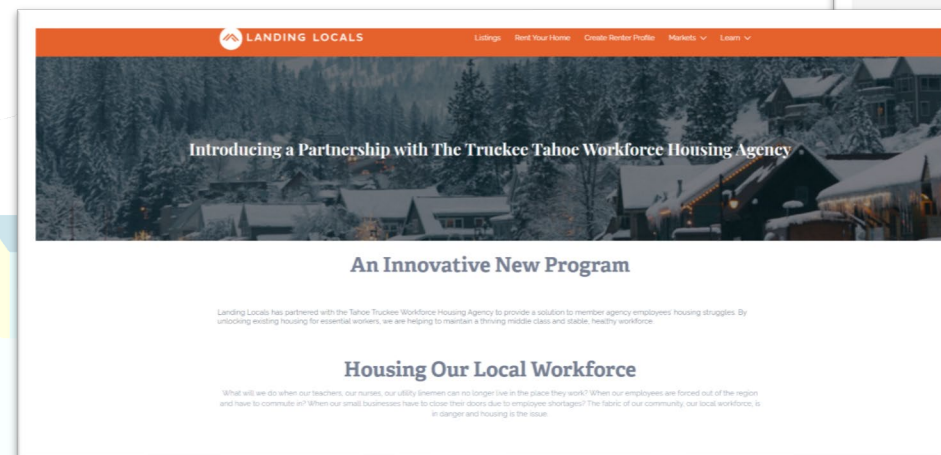 LANDING LOCALS
Listings Rent Your Home Create Renter Profile Markets Learn
Introducing a Partnership with The Truckee Tahoe Workforce Housing Agency
An Innovative New Program
Landing Locals has partnered with the Tahoe Truckee Workforce Housing Agency to provide a solution to member agency employees' housing struggles. By
unlocking existing housing for essential workers, we are helping to maintain a thriving middle class and stable, healthy workforce.
Housing Our Local Workforce
What will we do when our teachers, our nurses, our utility linemen can no longer live in the place they work? When our employees are forced out of the region
and have to commute in? When our small businesses have to close their doors due to employee shortages? The fabric of our community, our local workforce, is
in danger and housing is the issue.